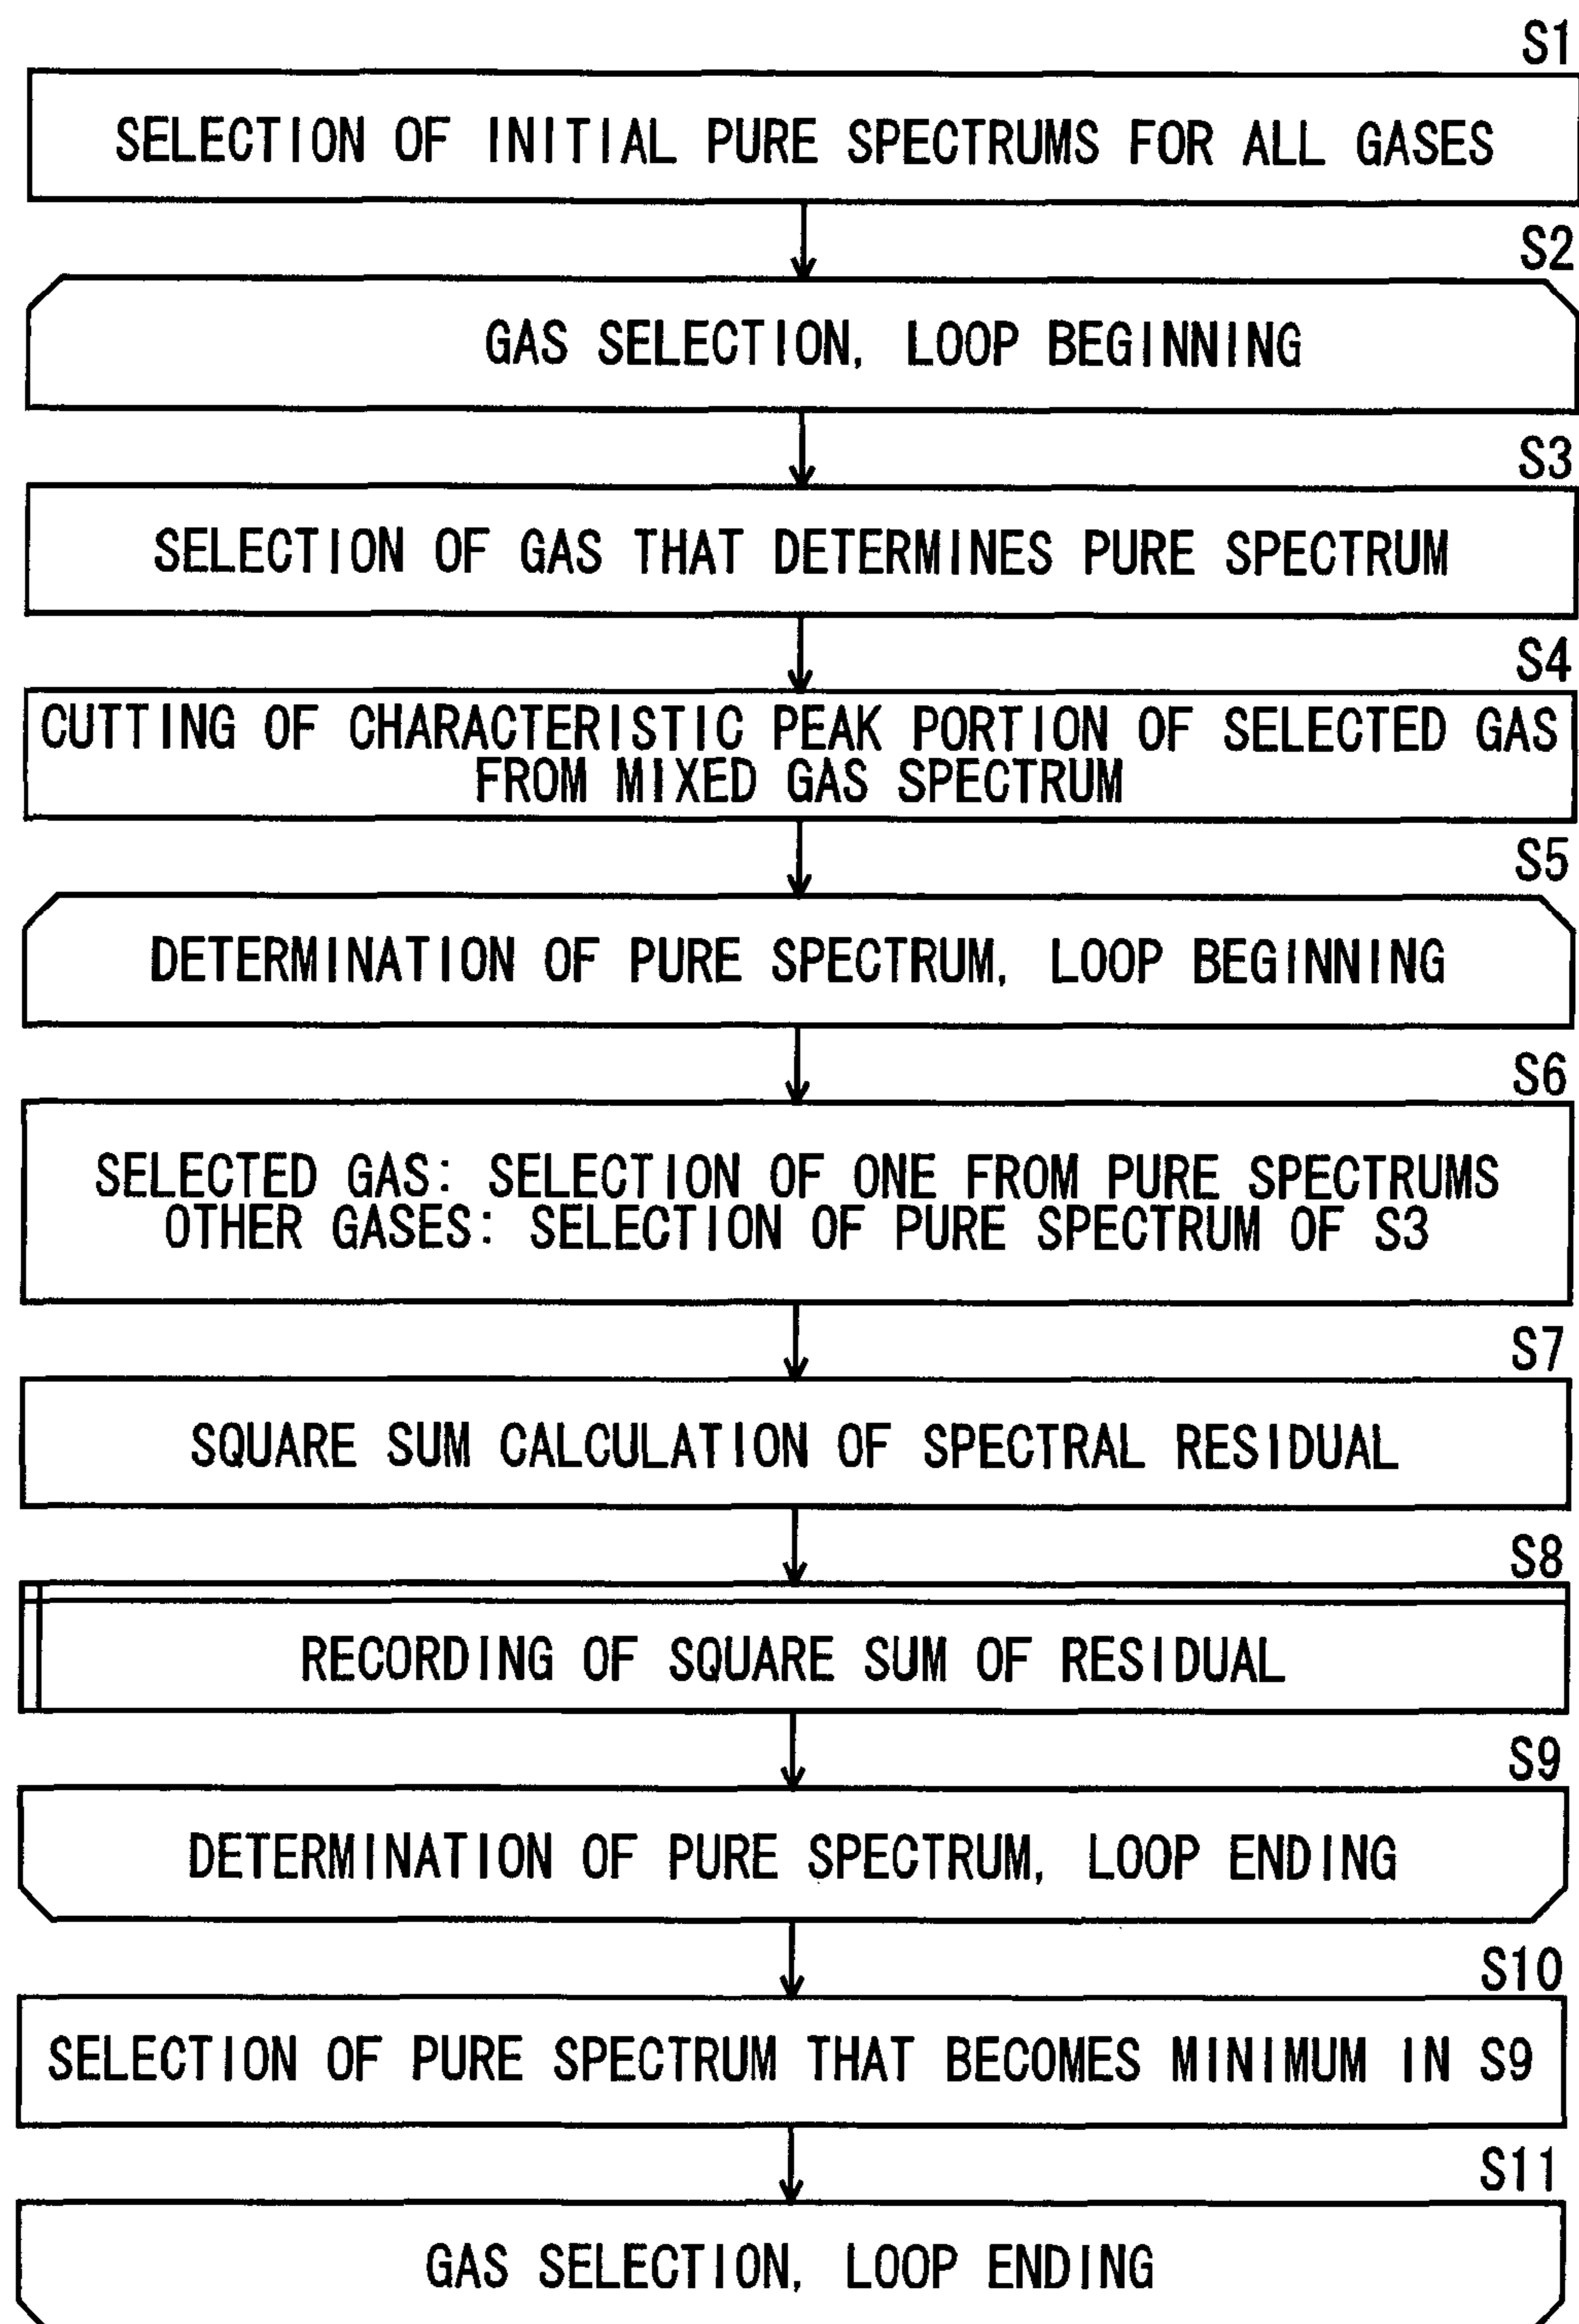 S1
SELECTION OF INITIAL PURE SPECTRUMS FOR ALL GASES
S2
GAS SELECTION, LOOP BEGINNING
S3
SELECTION OF GAS THAT DETERMINES PURE SPECTRUM
S4
CUTTING OF CHARACTERISTIC PEAK PORTION OF SELECTED GAS
FROM MIXED GAS SPECTRUM
S5
DETERMINATION OF PURE SPECTRUM, LOOP BEGINNING
S6
SELECTED GAS: SELECTION OF ONE FROM PURE SPECTRUMS
OTHER GASES: SELECTION OF PURE SPECTRUM OF S3
S7
SQUARE SUM CALCULATION OF SPECTRAL RESIDUAL
S8
RECORDING OF SQUARE SUM OF RESIDUAL
S9
DETERMINATION OF PURE SPECTRUM, LOOP ENDING
S10
SELECTION OF PURE SPECTRUM THAT BECOMES MINIMUM IN S9
S11
GAS SELECTION, LOOP ENDING